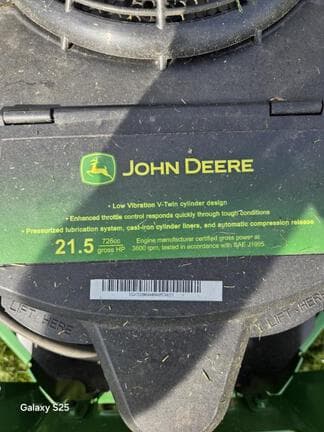 JOHN DEERE
• Low Vibration V-Twin cylinder design
• Enhanced throttle control responds quickly through tough conditions
• Pressurized lubrication system, cast-iron cylinder liners, and automatic compression release
21.5 726cc gross HP
Engine manufacturer certified gross power at
3600 rpm, tested in accordance with SAE J1995.
LIFT HERE
LIFT HERE
Galaxy S25